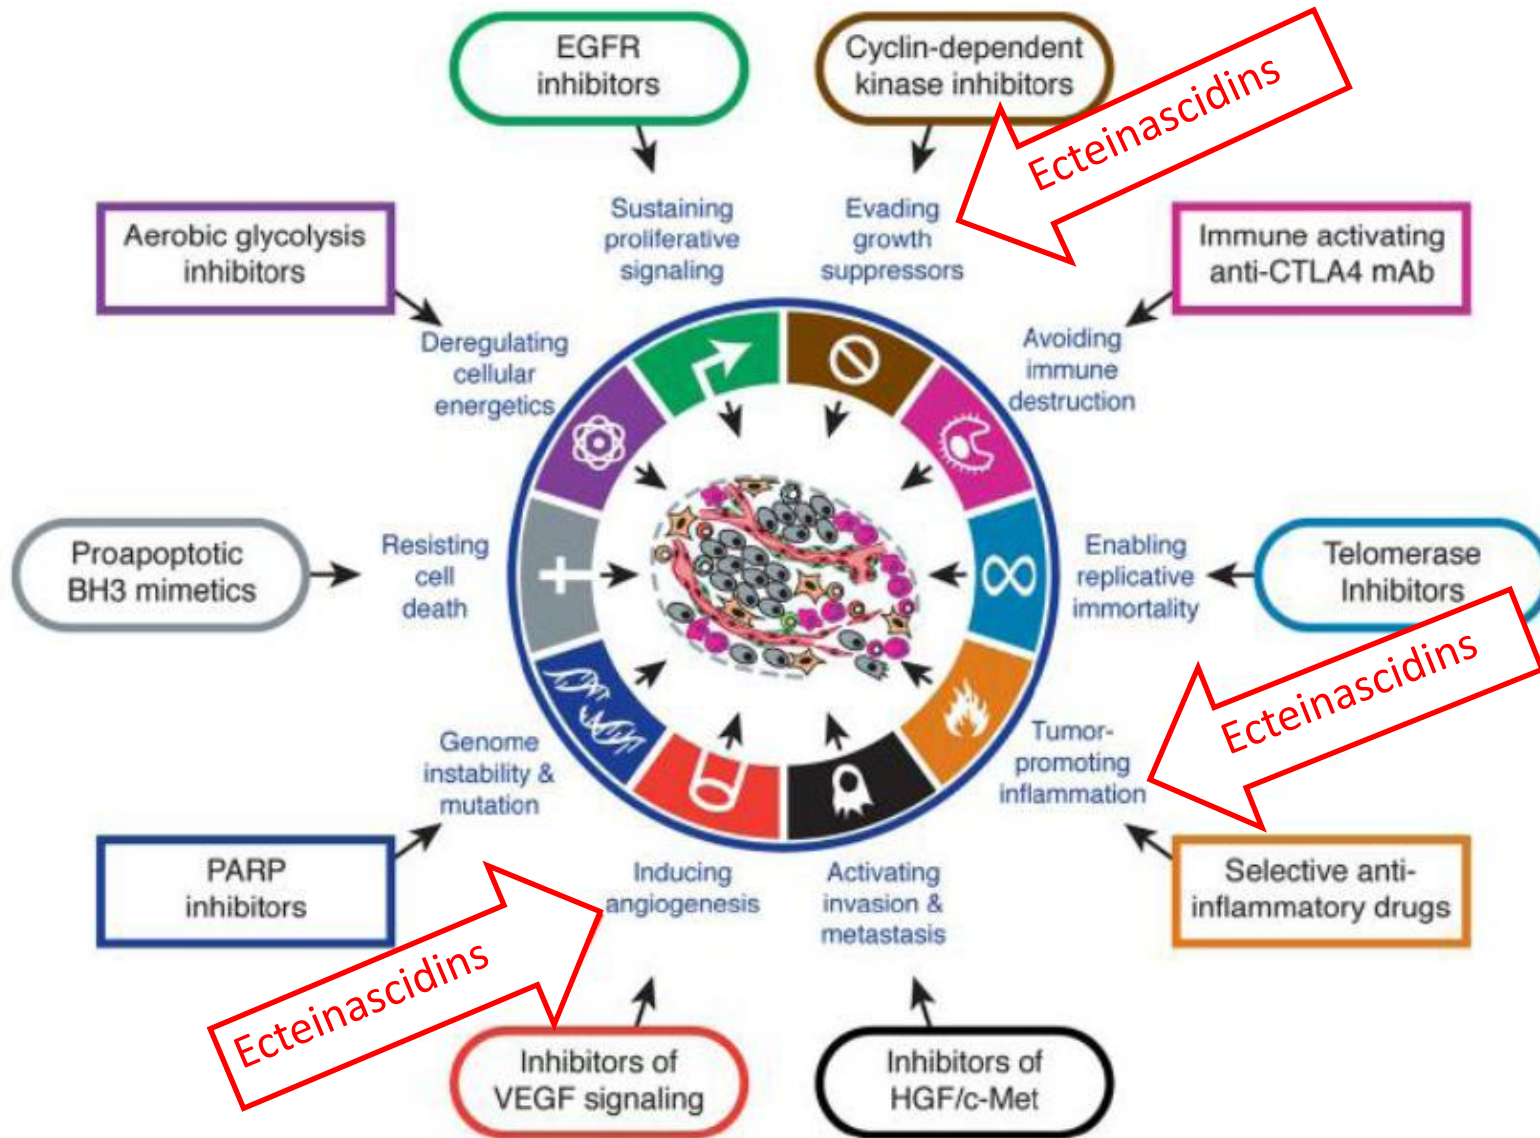 EGFR
inhibitors
Cyclin-dependent
kinase inhibitors
Ecteinascidins
Sustaining
proliferative
signaling
Evading
growth
suppressors
Aerobic glycolysis
inhibitors
Immune activating
anti-CTLA4 mAb
Deregulating
cellular
energetics
Avoiding
immune
destruction
Proapoptotic
BH3 mimetics
Resisting
cell
death
Enabling
replicative
immortality
Telomerase
Inhibitors
Ecteinascidins
Genome
instability &
mutation
Tumor-
promoting
inflammation
PARP
inhibitors
Inducing
angiogenesis
Activating
invasion &
metastasis
Selective anti-
inflammatory drugs
Ecteinascidins
Inhibitors of
VEGF signaling
Inhibitors of
HGF/c-Met